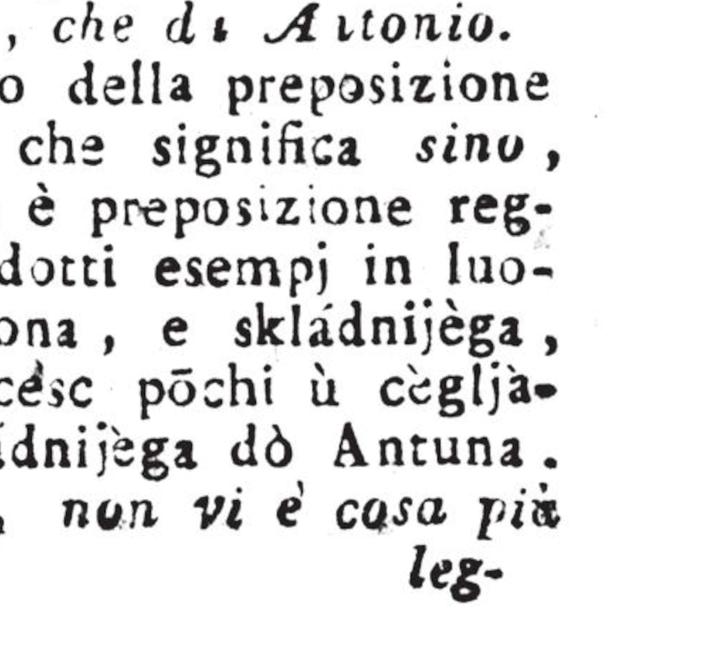 , che di Antonio.
o della preposizione
che significa sino,
è preposizione reg-
dotti esempj in luo-
ona, e skládnijèga,
césc pōchi ù cègljà-
ídnijèga dò Antuna.
, non vi è cosa più
leg-